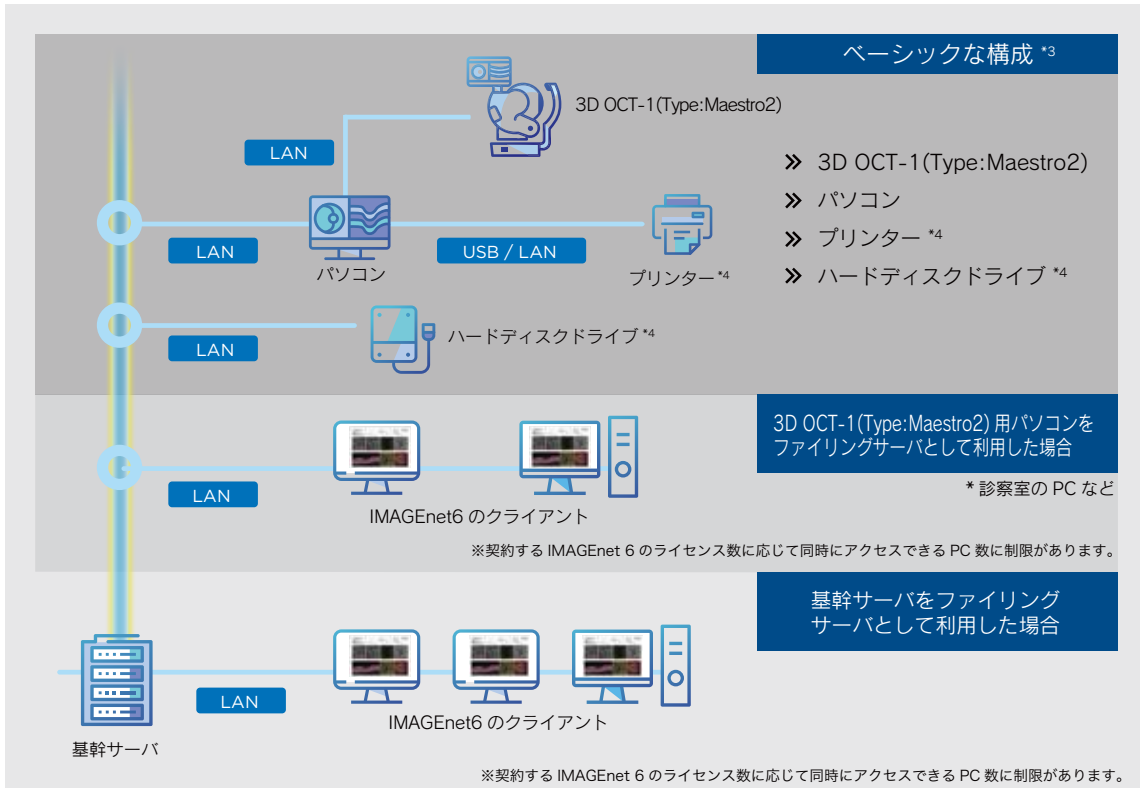 ベーシックな構成 *3
3D OCT-1(Type:Maestro2)
LAN
» 3D OCT-1(Type:Maestro2)
» パソコン
» プリンター *4
» ハードディスクドライブ *4
LAN
USB / LAN
パソコン
プリンター *4
LAN
ハードディスクドライブ *4
3D OCT-1(Type:Maestro2) 用パソコンを
ファイリングサーバとして利用した場合
* 診察室の PC など
LAN
IMAGEnet6 のクライアント
※契約する IMAGEnet 6 のライセンス数に応じて同時にアクセスできる PC 数に制限があります。
基幹サーバをファイリング
サーバとして利用した場合
LAN
IMAGEnet6 のクライアント
基幹サーバ
※契約する IMAGEnet 6 のライセンス数に応じて同時にアクセスできる PC 数に制限があります。